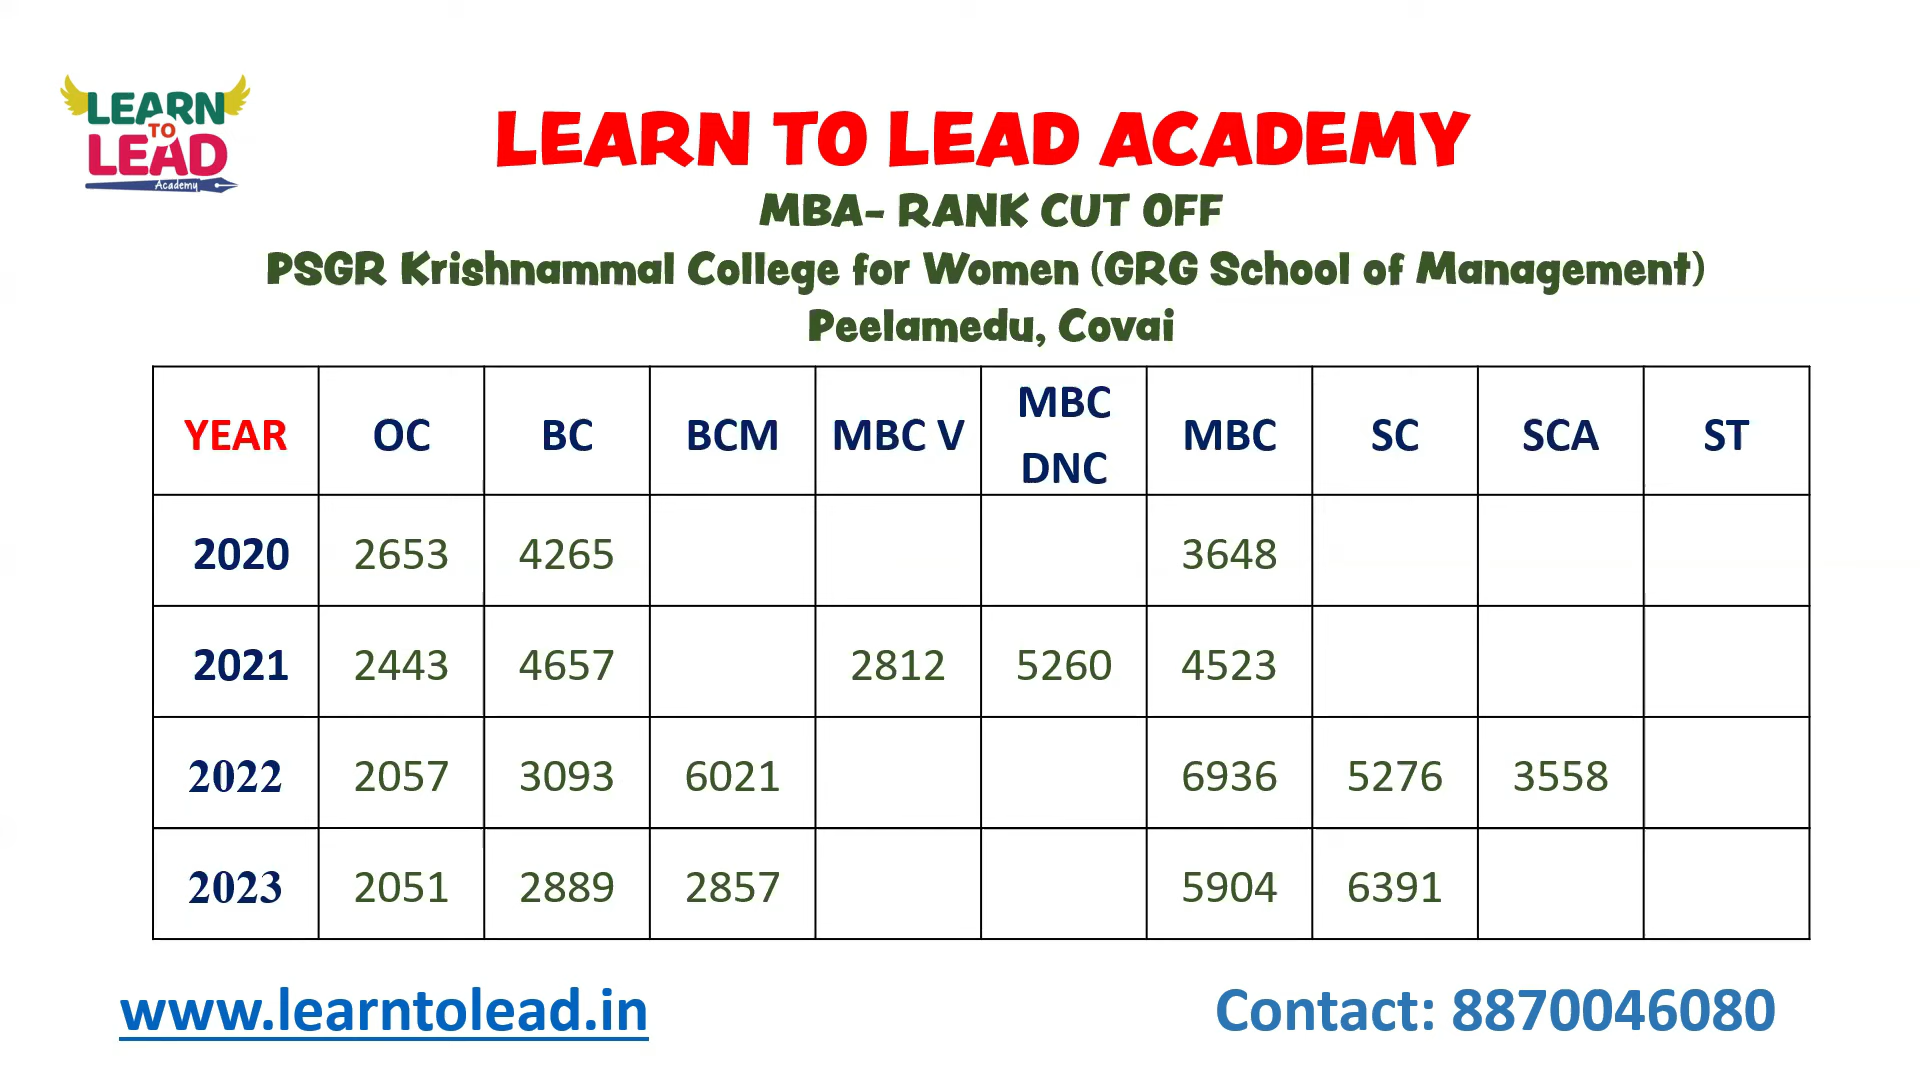 LEARN
TO
LEAD
Academy
LEARN TO LEAD ACADEMY
MBA- RANK CUT OFF
PSGR Krishnammal College for Women (GRG School of Management)
Peelamedu, Covai
YEAR OC BC BCM MBC V MBC DNC MBC SC SCA ST
2020 2653 4265 3648
2021 2443 4657 2812 5260 4523
2022 2057 3093 6021 6936 5276 3558
2023 2051 2889 2857 5904 6391
www.learntolead.in Contact: 8870046080